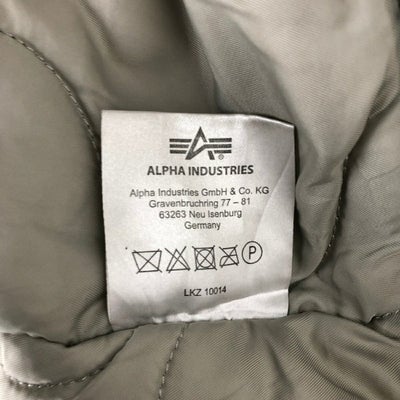 ALPHA INDUSTRIES
Alpha Industries GmbH & Co. KG
Gravenbruchring 77 – 81
63263 Neu Isenburg
Germany
P
LKZ 10014